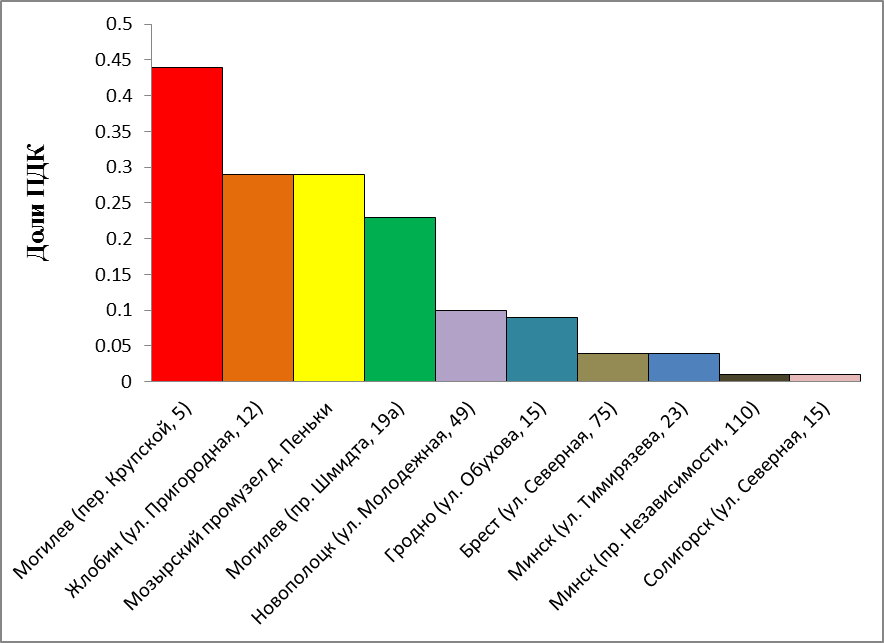 Доли ПДК
0.5
0.45
0.4
0.35
0.3
0.25
0.2
0.15
0.1
0.05
0
Могилев (пер. Крупской, 5)
Жлобин (ул. Пригородная, 12)
Мозырский промузел д. Пеньки
Могилев (пр. Шмидта, 19а)
Новополоцк (ул. Молодежная, 49)
Гродно (ул. Обухова, 15)
Брест (ул. Северная, 75)
Минск (ул. Тимирязева, 23)
Минск (пр. Независимости, 110)
Солигорск (ул. Северная, 15)